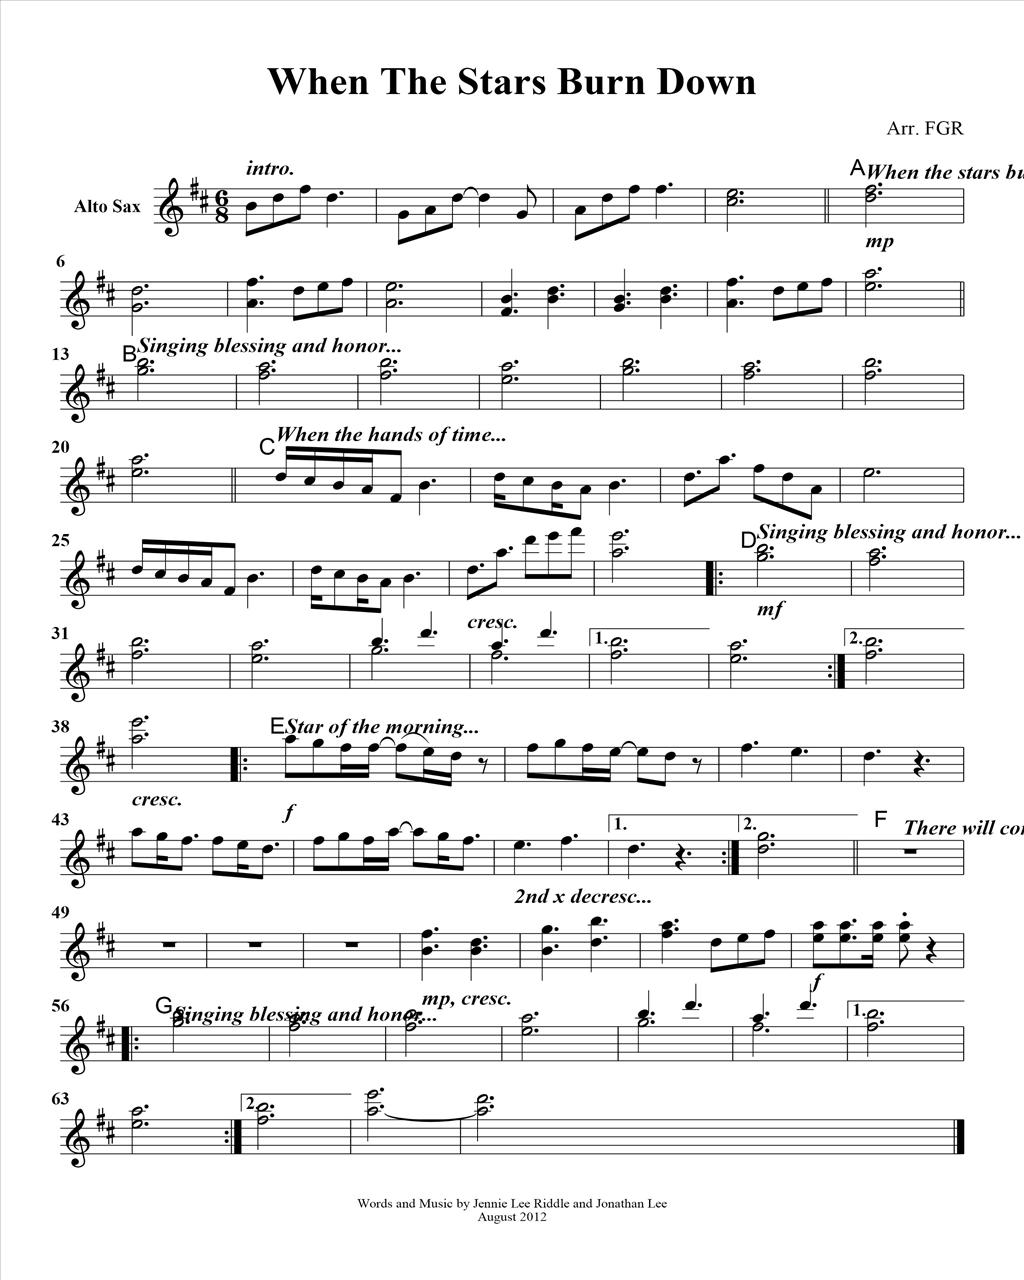 When The Stars Burn Down
Arr. FGR
intro.
A When the stars bu
Alto Sax
6 8
mp
6
13
B Singing blessing and honor...
20
C When the hands of time...
25
D Singing blessing and honor...
cresc.
mf
31
1. 2.
38
E Star of the morning...
cresc.
f
43
1. 2. F There will con
2nd x decresc...
49
mp, cresc.
f
56
G Singing blessing and honor...
1.
63
2.
Words and Music by Jennie Lee Riddle and Jonathan Lee
August 2012